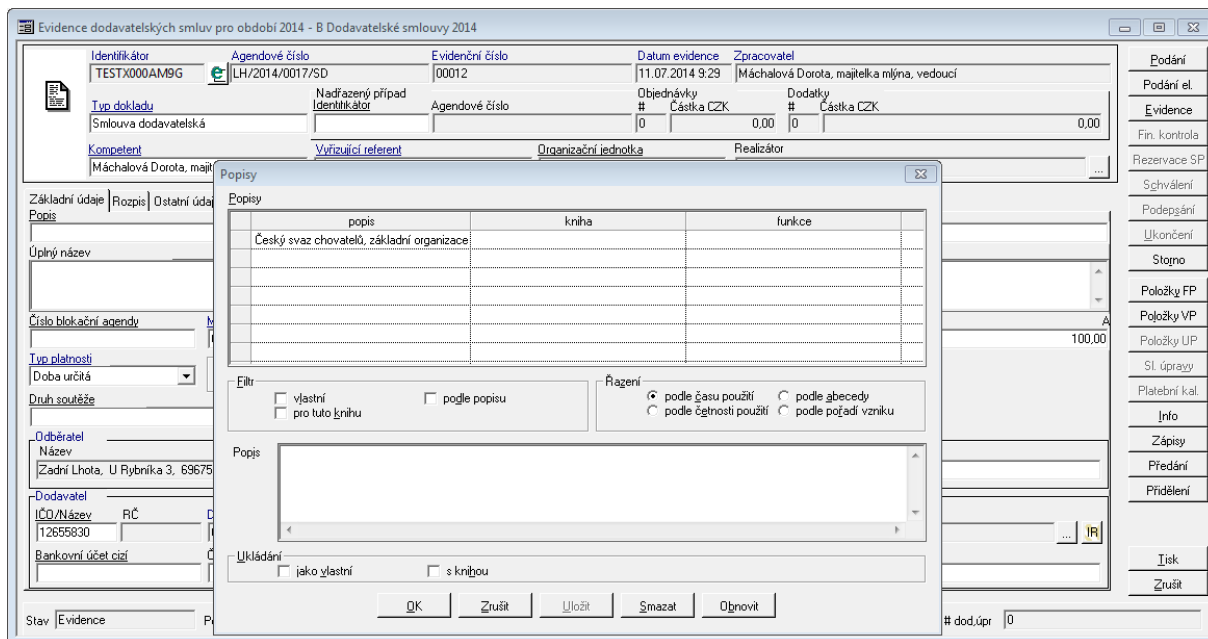 Evidence dodavatelských smluv pro období 2014 - B Dodavatelské smlouvy 2014
Identifikátor Agendové číslo Evidenční číslo Datum evidence Zpracovatel
TESTX000AM9G e LH/2014/0017/SD 00012 11.07.2014 9:29 Máchalová Dorota, majitelka mlýna, vedoucí
Nadřazený případ Objednávky Dodatky
Typ dokladu Identifikátor Agendové číslo # Částka CZK # Částka CZK
Smlouva dodavatelská 0 0,00 0 0,00
Kompetent Vyřizující referent Organizační jednotka Realizátor
Máchalová Dorota, majit ...
Základní údaje Rozpis Ostatní údaj
Popis
Úplný název
Číslo blokační agendy M A
100,00
Typ platnosti
Doba určitá
Druh soutěže
Odběratel
Název
Zadní Lhota, U Rybníka 3, 69675
Dodavatel
IČO/Název RČ D
12655830 ... IR
Bankovní účet cizí Č
Stav Evidence P # dod,úpr 0
Popisy
Popisy
popis kniha funkce
Český svaz chovatelů, základní organizace
Filtr
vlastní podle popisu
pro tuto knihu
Řazení
podle času použití podle abecedy
podle četnosti použití podle pořadí vzniku
Popis
Ukládání
jako vlastní s knihou
OK Zrušit Uložit Smazat Obnovit
Podání
Podání el.
Evidence
Fin. kontrola
Rezervace SP
Schválení
Podepsání
Ukončení
Storno
Položky FP
Položky VP
Položky UP
Sl. úpravy
Platební kal.
Info
Zápisy
Předání
Přidělení
Tisk
Zrušit